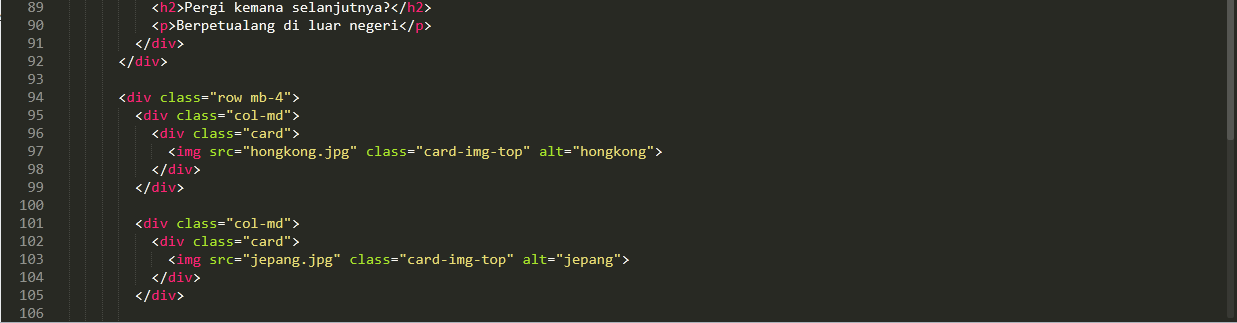 89 <h2>Pergi kemana selanjutnya?</h2>
90 <p>Berpetualang di luar negeri</p>
91 </div>
92 </div>
93
94 <div class="row mb-4">
95 <div class="col-md">
96 <div class="card">
97 <img src="hongkong.jpg" class="card-img-top" alt="hongkong">
98 </div>
99 </div>
100
101 <div class="col-md">
102 <div class="card">
103 <img src="jepang.jpg" class="card-img-top" alt="jepang">
104 </div>
105 </div>
106